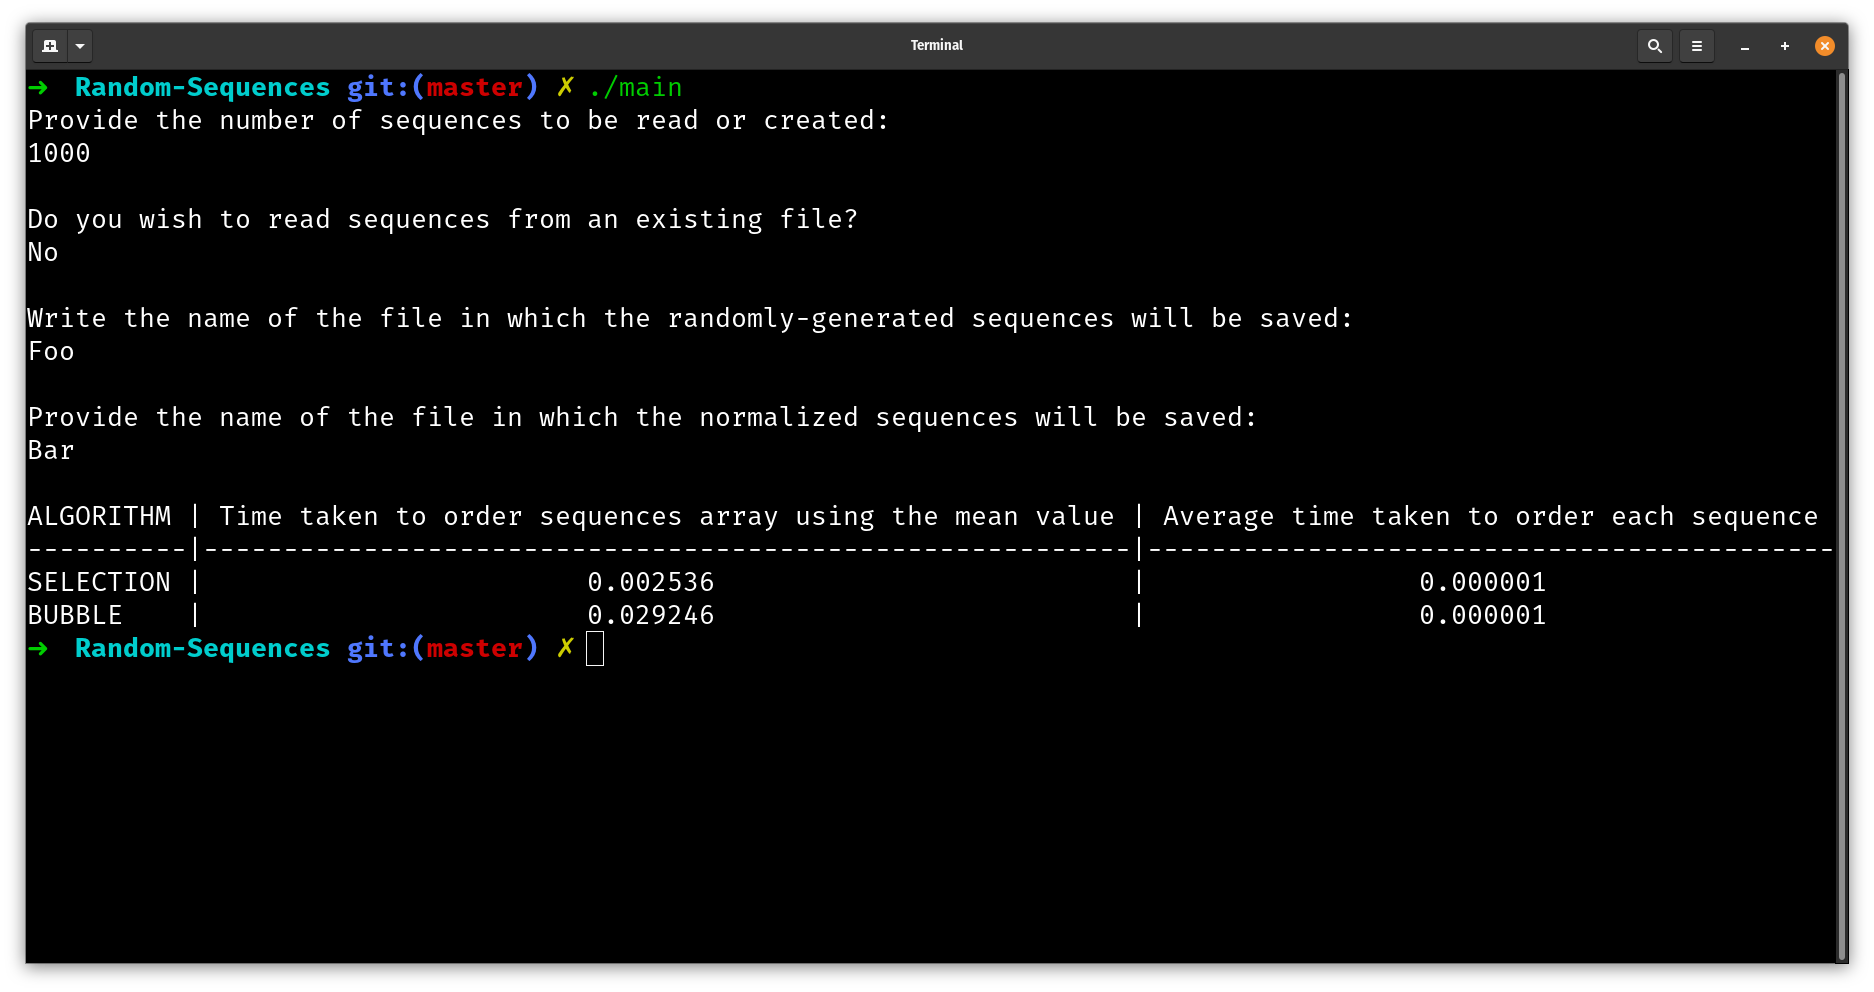 Terminal
➜  Random-Sequences git:(master) ✗ ./main
Provide the number of sequences to be read or created:
1000
Do you wish to read sequences from an existing file?
No
Write the name of the file in which the randomly-generated sequences will be saved:
Foo
Provide the name of the file in which the normalized sequences will be saved:
Bar
ALGORITHM | Time taken to order sequences array using the mean value | Average time taken to order each sequence
----------|----------------------------------------------------------|-------------------------------------------
SELECTION |                        0.002536                          |                 0.000001
BUBBLE    |                        0.029246                          |                 0.000001
➜  Random-Sequences git:(master) ✗